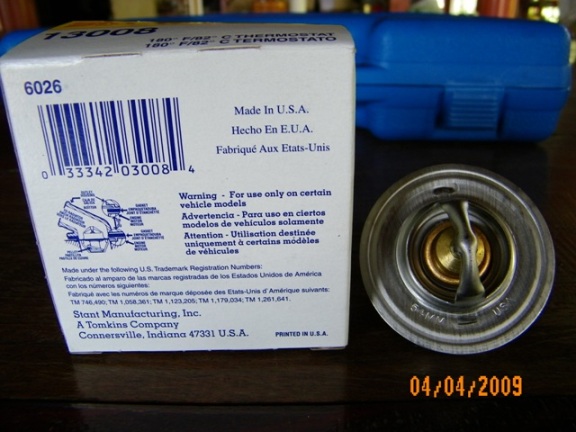 13008
180° F/82° C THERMOSTAT
180° F/82° C TERMOSTATO
6026
Made In U.S.A.
Hecho En E.U.A.
Fabriqué Aux Etats-Unis
0 33342 03008 4
Warning - For use only on certain
vehicle models
Advertencia - Para uso en ciertos
modelos de vehículos solamente
Attention - Utilisation destinée
uniquement à certains modèles
de véhicules
Made under the following U.S. Trademark Registration Numbers:
Fabricado al amparo de las marcas registradas de los Estados Unidos de América
con los números siguientes:
Fabriqué avec les numéros de marque déposée des Etats-Unis d'Amérique suivants:
TM 746,490; TM 1,058,361; TM 1,123,205; TM 1,179,034; TM 1,261,641.
Stant Manufacturing, Inc.
A Tomkins Company
Connersville, Indiana 47331 U.S.A.
PRINTED IN U.S.A.
USA
04/04/2009